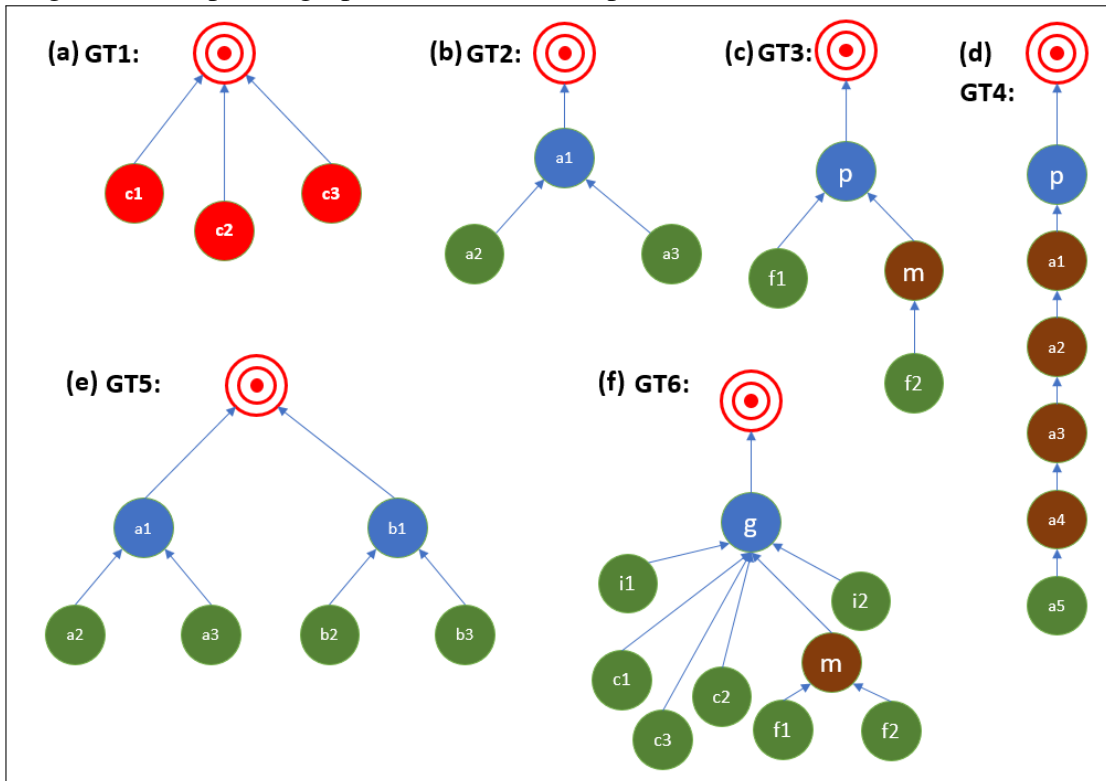 (a) GT1:
c1
c2
c3
(b) GT2:
a1
a2
a3
(c) GT3:
p
f1
m
f2
(d)
GT4:
p
a1
a2
a3
a4
a5
(e) GT5:
a1
b1
a2
a3
b2
b3
(f) GT6:
g
i1
i2
c1
m
c2
c3
f1
f2